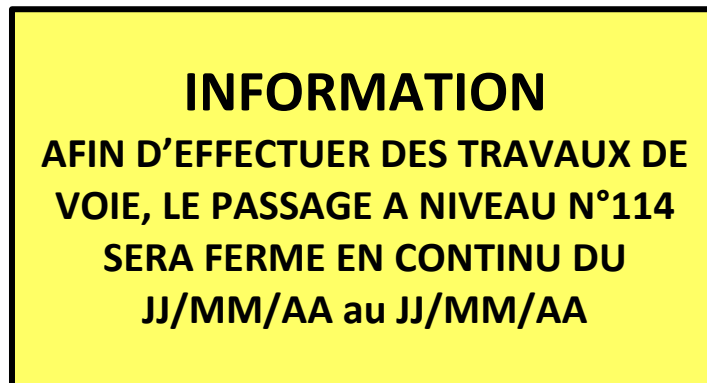 INFORMATION
AFIN D’EFFECTUER DES TRAVAUX DE
VOIE, LE PASSAGE A NIVEAU N°114
SERA FERME EN CONTINU DU
JJ/MM/AA au JJ/MM/AA